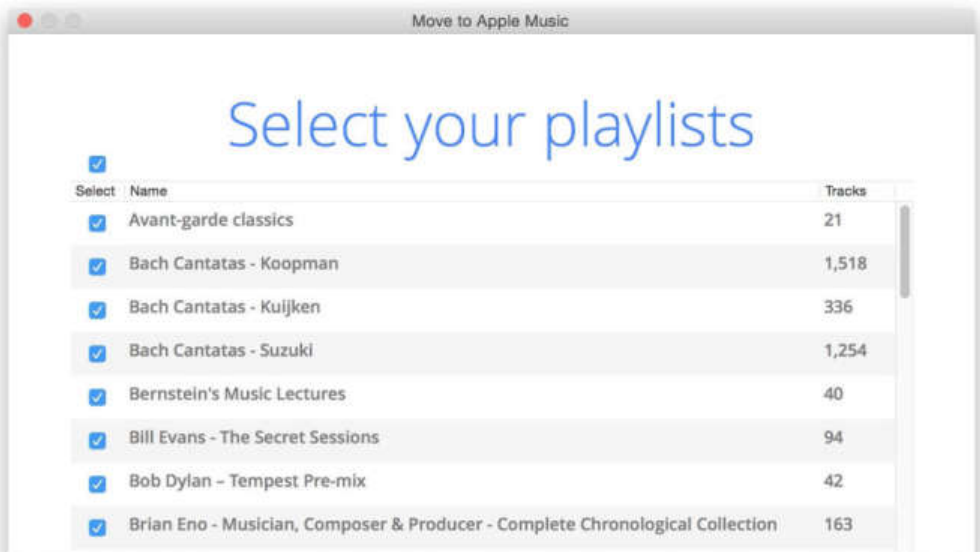 Move to Apple Music
Select your playlists
Select Name Tracks
Avant-garde classics 21
Bach Cantatas - Koopman 1,518
Bach Cantatas - Kuijken 336
Bach Cantatas - Suzuki 1,254
Bernstein's Music Lectures 40
Bill Evans - The Secret Sessions 94
Bob Dylan – Tempest Pre-mix 42
Brian Eno - Musician, Composer & Producer - Complete Chronological Collection 163